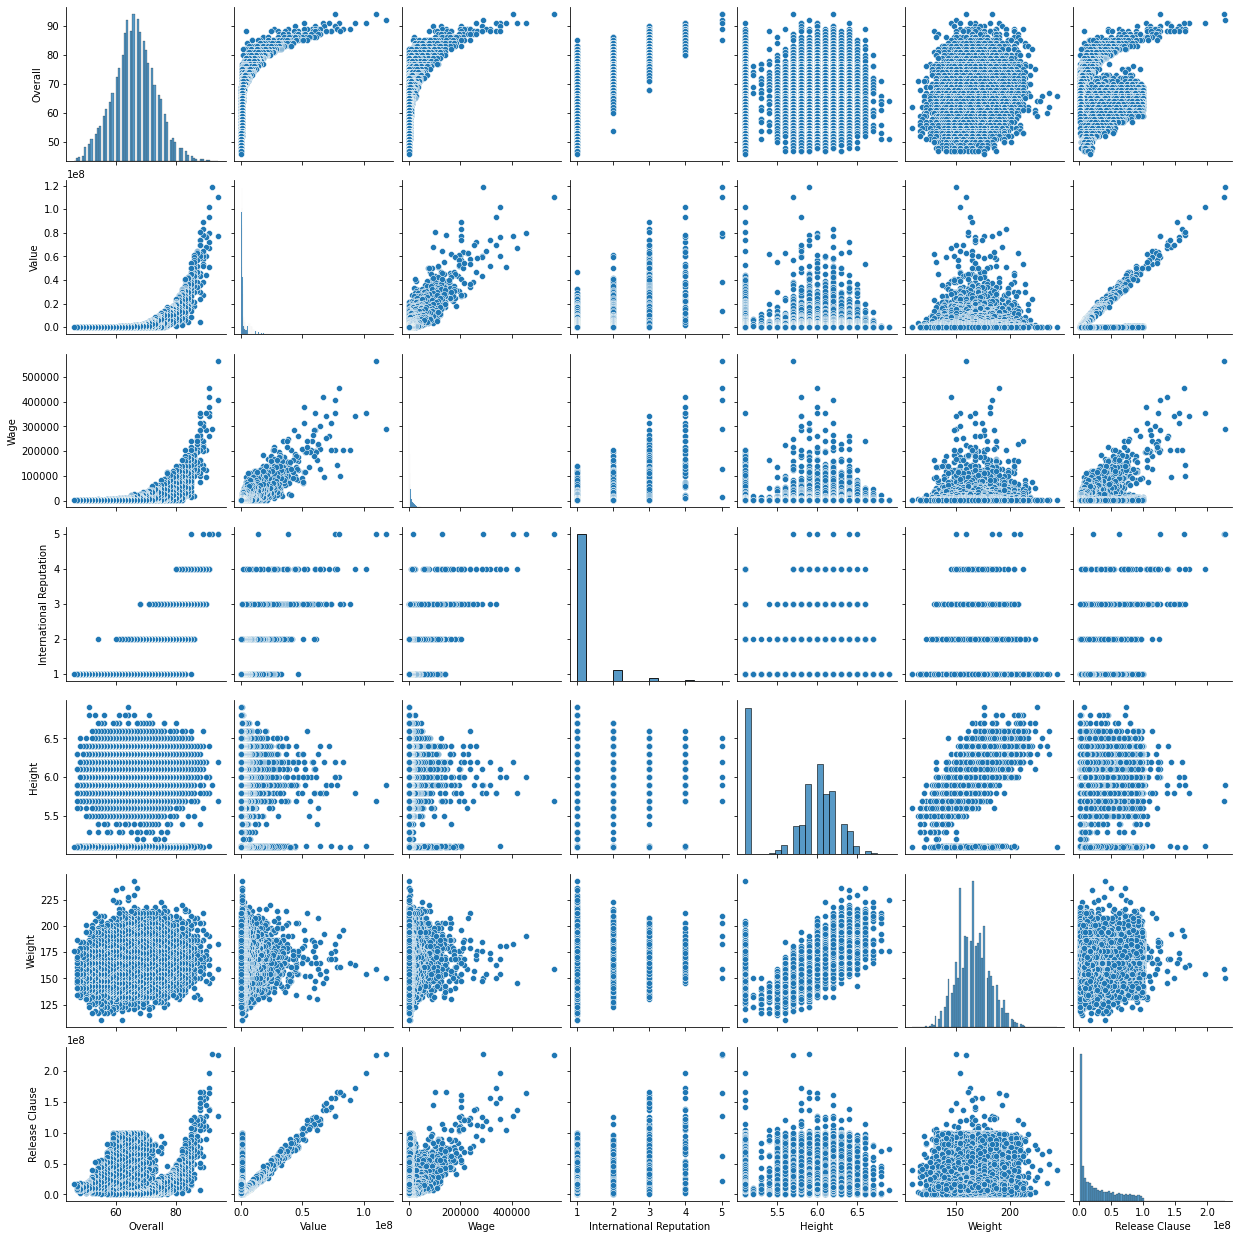 90
80
70
60
50
Overall
1e8
1.2
1.0
0.8
0.6
0.4
0.2
0.0
Value
500000
400000
300000
200000
100000
0
Wage
5
4
3
2
1
International Reputation
6.5
6.0
5.5
Height
225
200
175
150
125
Weight
1e8
2.0
1.5
1.0
0.5
0.0
Release Clause
60 80
Overall
0.0 0.5 1.0
1e8
Value
0 200000 400000
Wage
1 2 3 4 5
International Reputation
5.5 6.0 6.5
Height
150 200
Weight
0.0 0.5 1.0 1.5 2.0
1e8
Release Clause